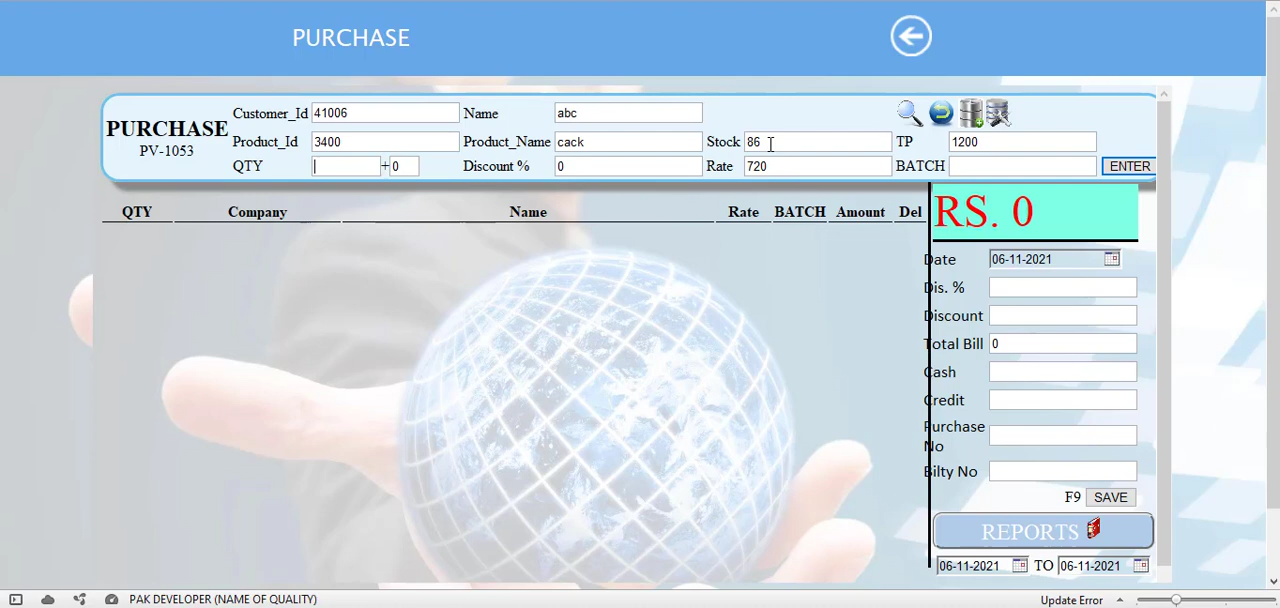 PURCHASE
Customer_Id 41006 Name abc
PURCHASE
PV-1053
Product_Id 3400 Product_Name cack Stock 86 TP 1200
QTY + 0 Discount % 0 Rate 720 BATCH ENTER
QTY Company Name Rate BATCH Amount Del
RS. 0
Date 06-11-2021
Dis. %
Discount
Total Bill 0
Cash
Credit
Purchase
No
Bilty No
F9 SAVE
REPORTS
06-11-2021 TO 06-11-2021
PAK DEVELOPER (NAME OF QUALITY) Update Error